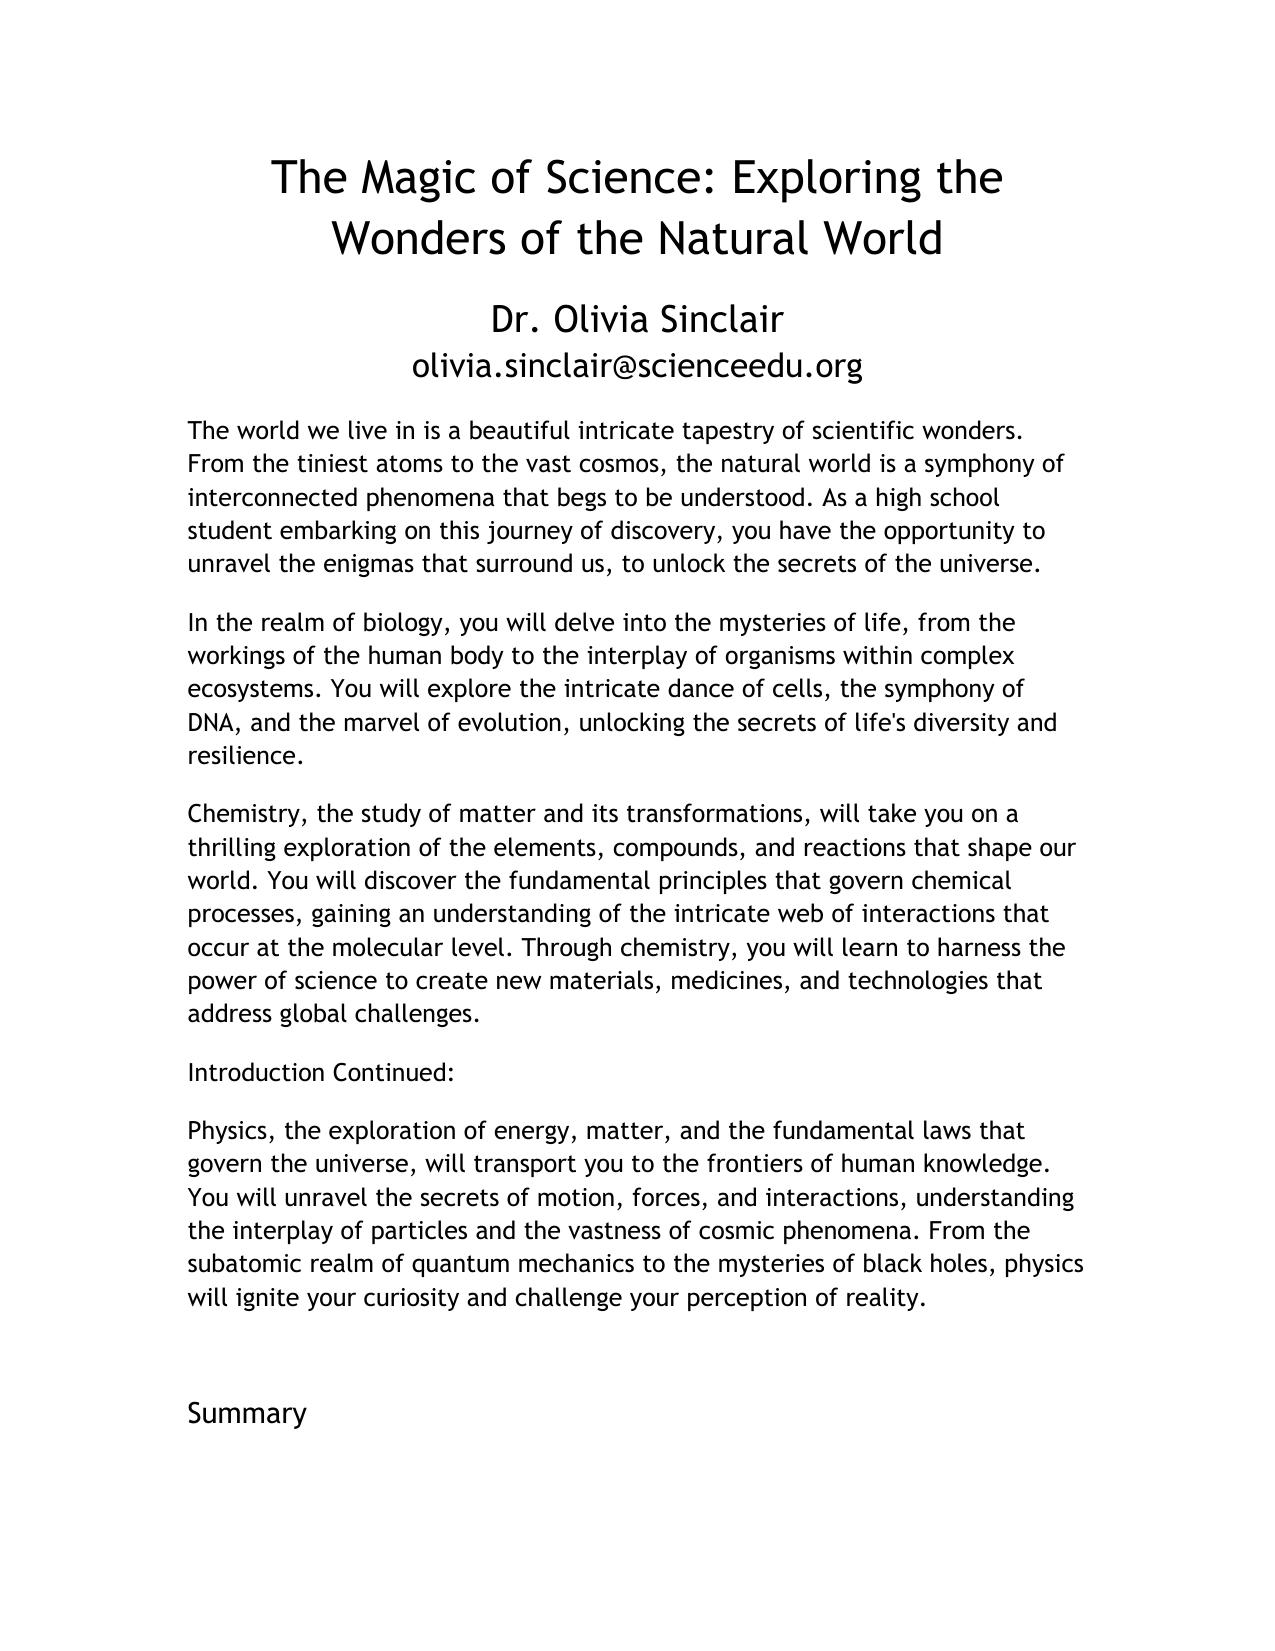 The Magic of Science: Exploring the
Wonders of the Natural World
Dr. Olivia Sinclair
olivia.sinclair@scienceedu.org
The world we live in is a beautiful intricate tapestry of scientific wonders.
From the tiniest atoms to the vast cosmos, the natural world is a symphony of
interconnected phenomena that begs to be understood. As a high school
student embarking on this journey of discovery, you have the opportunity to
unravel the enigmas that surround us, to unlock the secrets of the universe.
In the realm of biology, you will delve into the mysteries of life, from the
workings of the human body to the interplay of organisms within complex
ecosystems. You will explore the intricate dance of cells, the symphony of
DNA, and the marvel of evolution, unlocking the secrets of life's diversity and
resilience.
Chemistry, the study of matter and its transformations, will take you on a
thrilling exploration of the elements, compounds, and reactions that shape our
world. You will discover the fundamental principles that govern chemical
processes, gaining an understanding of the intricate web of interactions that
occur at the molecular level. Through chemistry, you will learn to harness the
power of science to create new materials, medicines, and technologies that
address global challenges.
Introduction Continued:
Physics, the exploration of energy, matter, and the fundamental laws that
govern the universe, will transport you to the frontiers of human knowledge.
You will unravel the secrets of motion, forces, and interactions, understanding
the interplay of particles and the vastness of cosmic phenomena. From the
subatomic realm of quantum mechanics to the mysteries of black holes, physics
will ignite your curiosity and challenge your perception of reality.
Summary